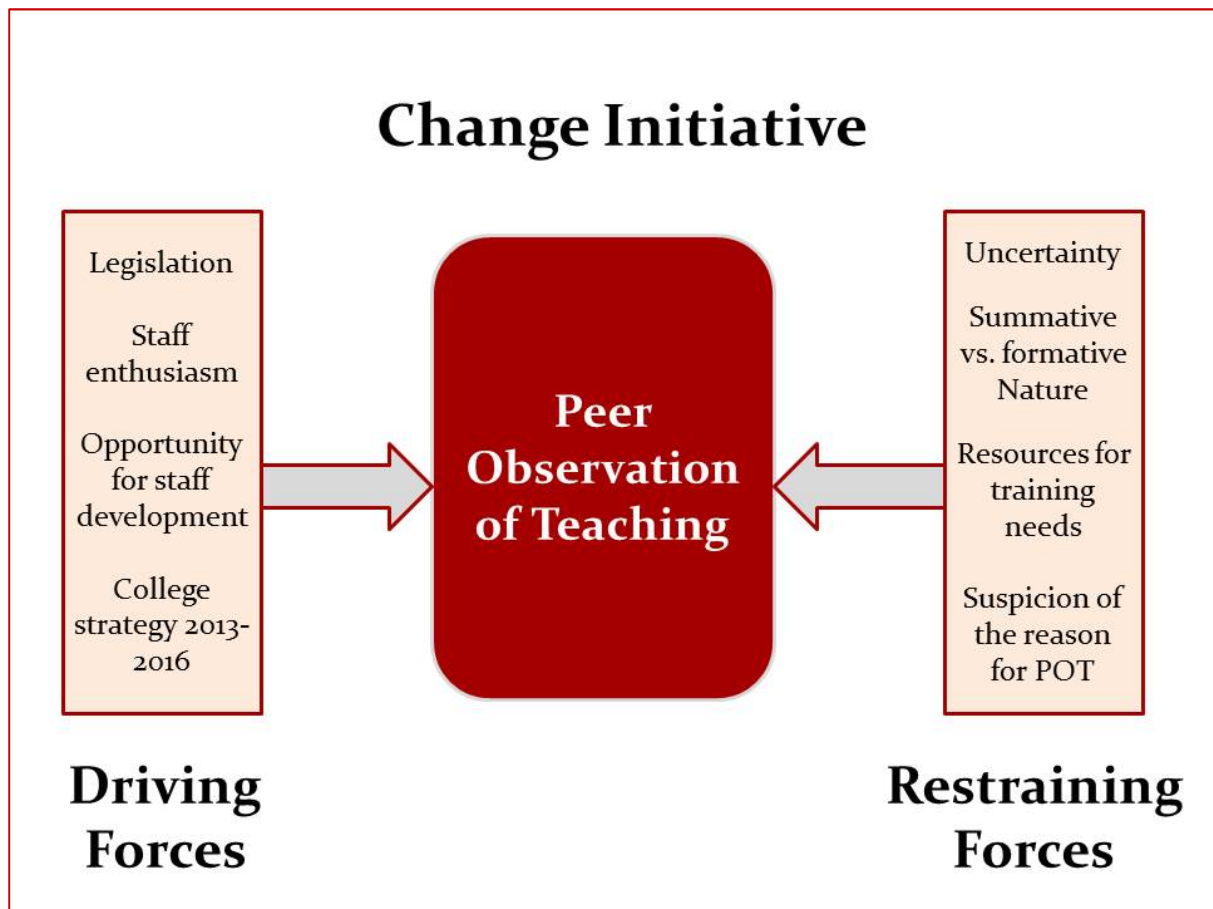 Change Initiative
Legislation
Staff
enthusiasm
Opportunity
for staff
development
College
strategy 2013-
2016
Peer
Observation
of Teaching
Uncertainty
Summative
vs. formative
Nature
Resources for
training
needs
Suspicion of
the reason
for POT
Driving
Forces
Restraining
Forces